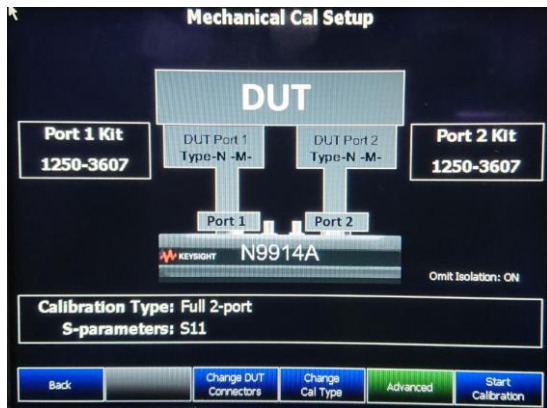 Mechanical Cal Setup
DUT
Port 1 Kit
1250-3607
DUT Port 1
Type-N -M-
DUT Port 2
Type-N -M-
Port 2 Kit
1250-3607
Port 1
Port 2
KEYSIGHT N9914A
Omit Isolation: ON
Calibration Type: Full 2-port
S-parameters: S11
Back
Change DUT
Connectors
Change
Cal Type
Advanced
Start
Calibration